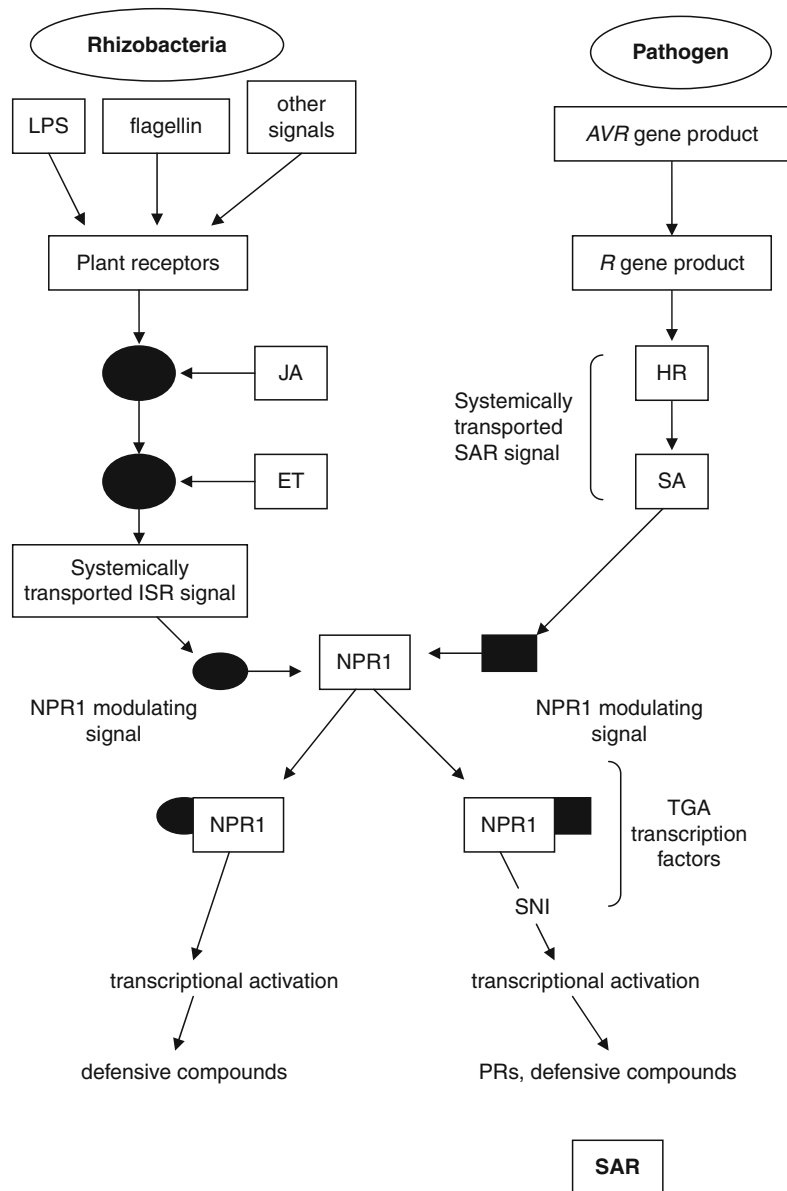 Rhizobacteria
Pathogen
LPS
flagellin
other
signals
AVR gene product
Plant receptors
R gene product
JA
HR
Systemically
transported
SAR signal
ET
SA
Systemically
transported ISR signal
NPR1
NPR1 modulating
signal
NPR1 modulating
signal
NPR1
NPR1
TGA
transcription
factors
SNI
transcriptional activation
transcriptional activation
defensive compounds
PRs, defensive compounds
SAR